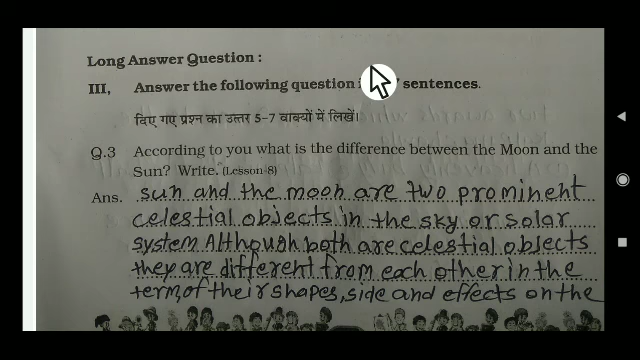 Long Answer Question :
III, Answer the following question sentences.
दिए गए प्रश्न का उत्तर 5-7 वाक्यों में लिखें।
Q.3 According to you what is the difference between the Moon and the
Sun? Write. (Lesson-8)
Ans. sun and the moon are two prominent
celestial objects in the sky or solar
system Although both are celestial objects
they are different from each other in the
term, of their shapes, side and effects on the